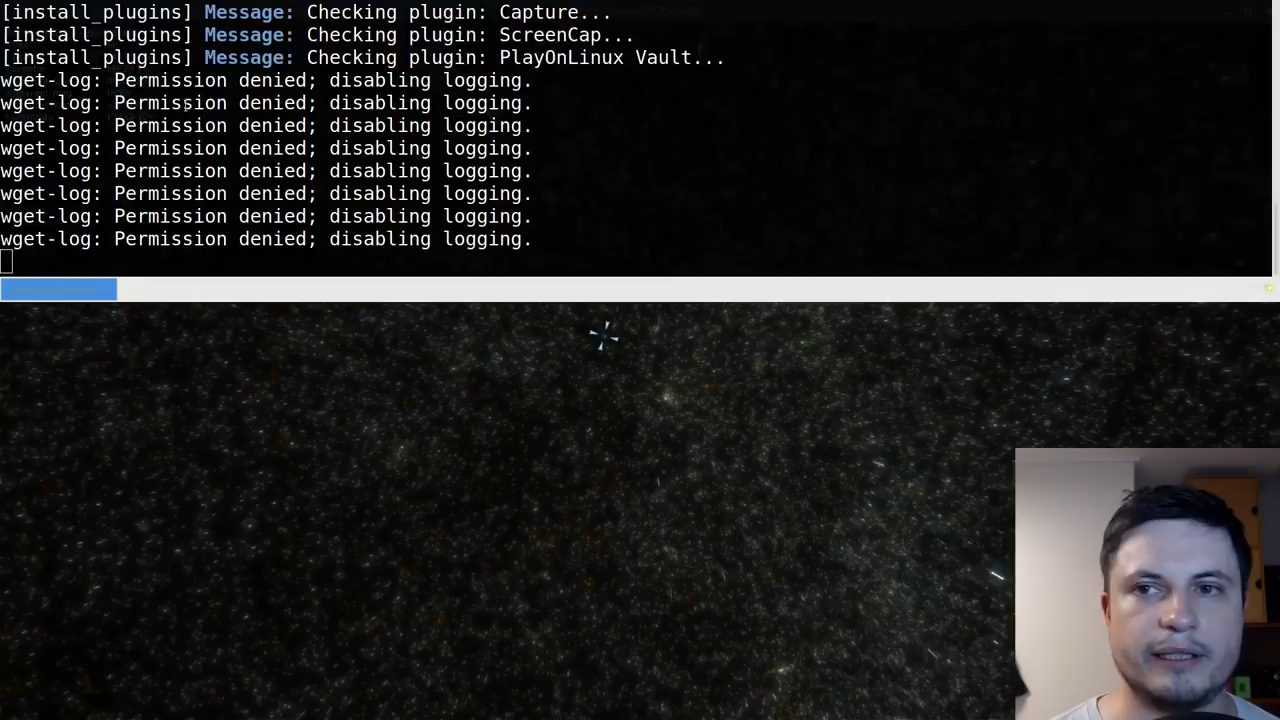 [install_plugins] Message: Checking plugin: Capture...
[install_plugins] Message: Checking plugin: ScreenCap...
[install_plugins] Message: Checking plugin: PlayOnLinux Vault...
wget-log: Permission denied; disabling logging.
wget-log: Permission denied; disabling logging.
wget-log: Permission denied; disabling logging.
wget-log: Permission denied; disabling logging.
wget-log: Permission denied; disabling logging.
wget-log: Permission denied; disabling logging.
wget-log: Permission denied; disabling logging.
wget-log: Permission denied; disabling logging.